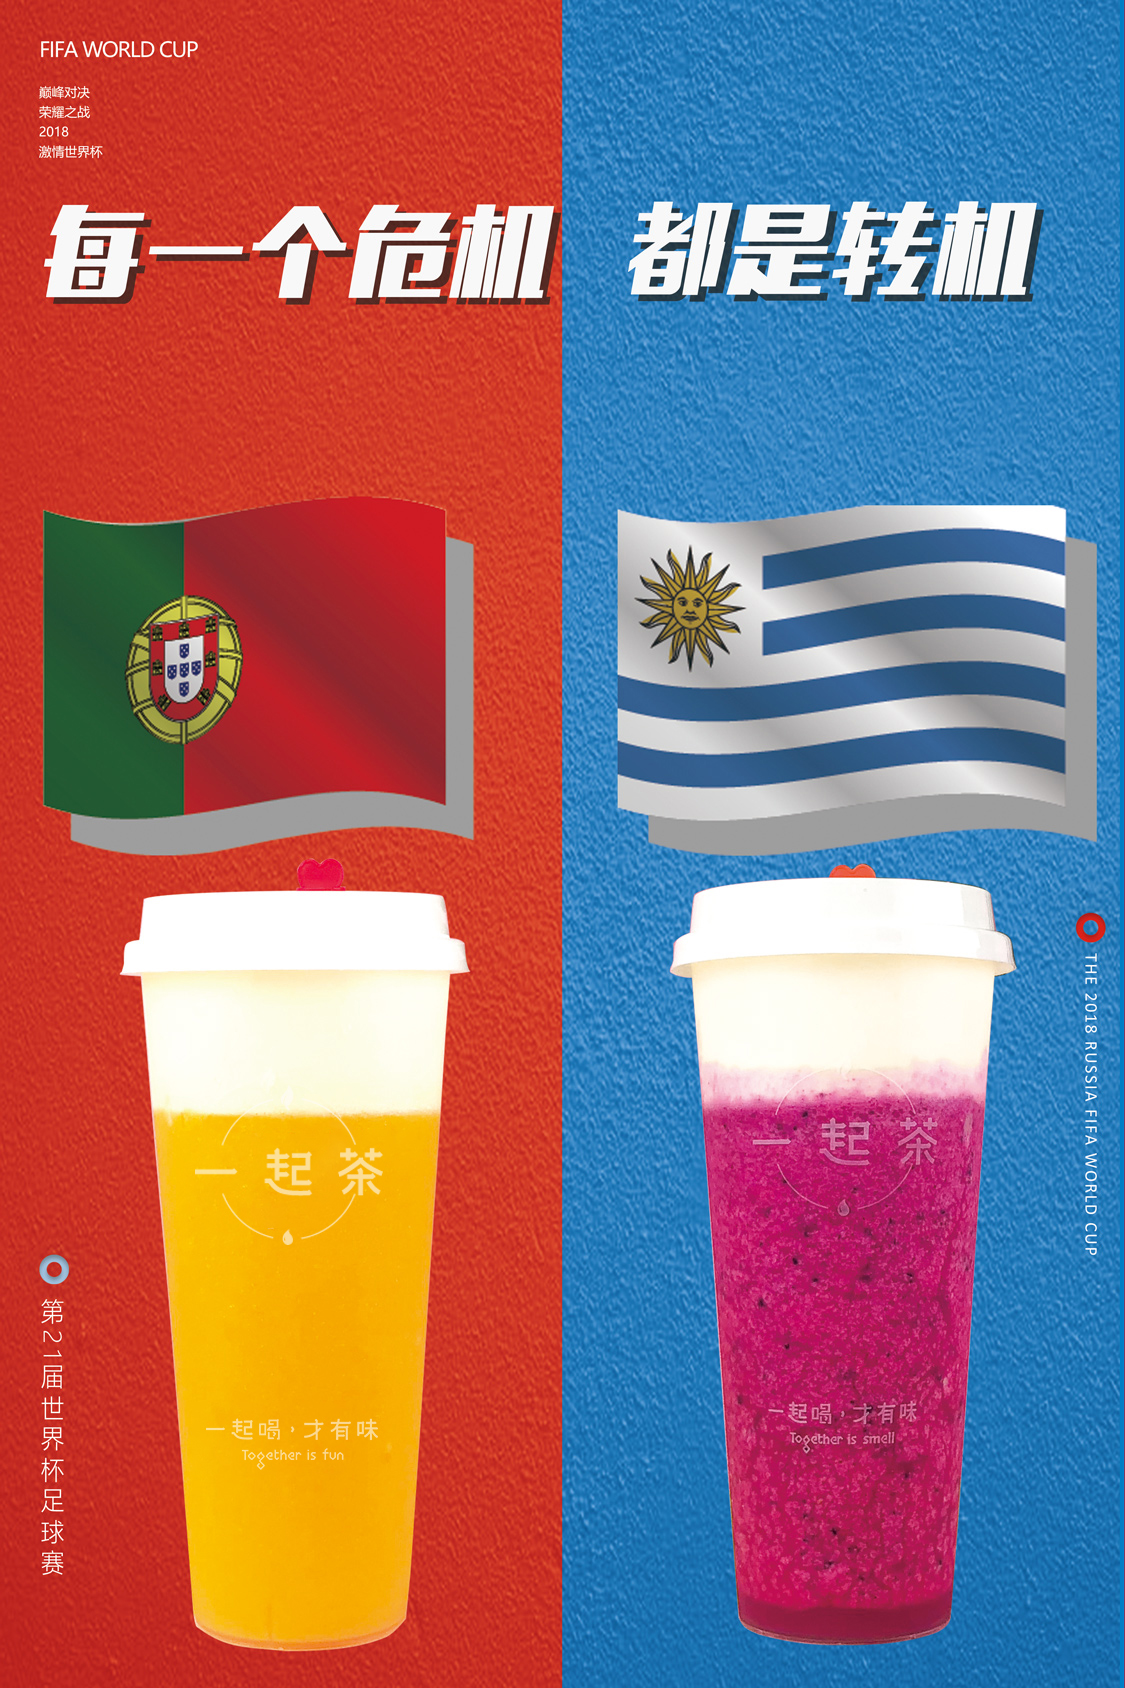 FIFA WORLD CUP
巅峰对决
荣耀之战
2018
激情世界杯
每一个危机 都是转机
一起茶
一起喝，才有味
Together is fun
一起茶
一起喝，才有味
Together is smell
THE 2018 RUSSIA FIFA WORLD CUP
第21届世界杯足球赛